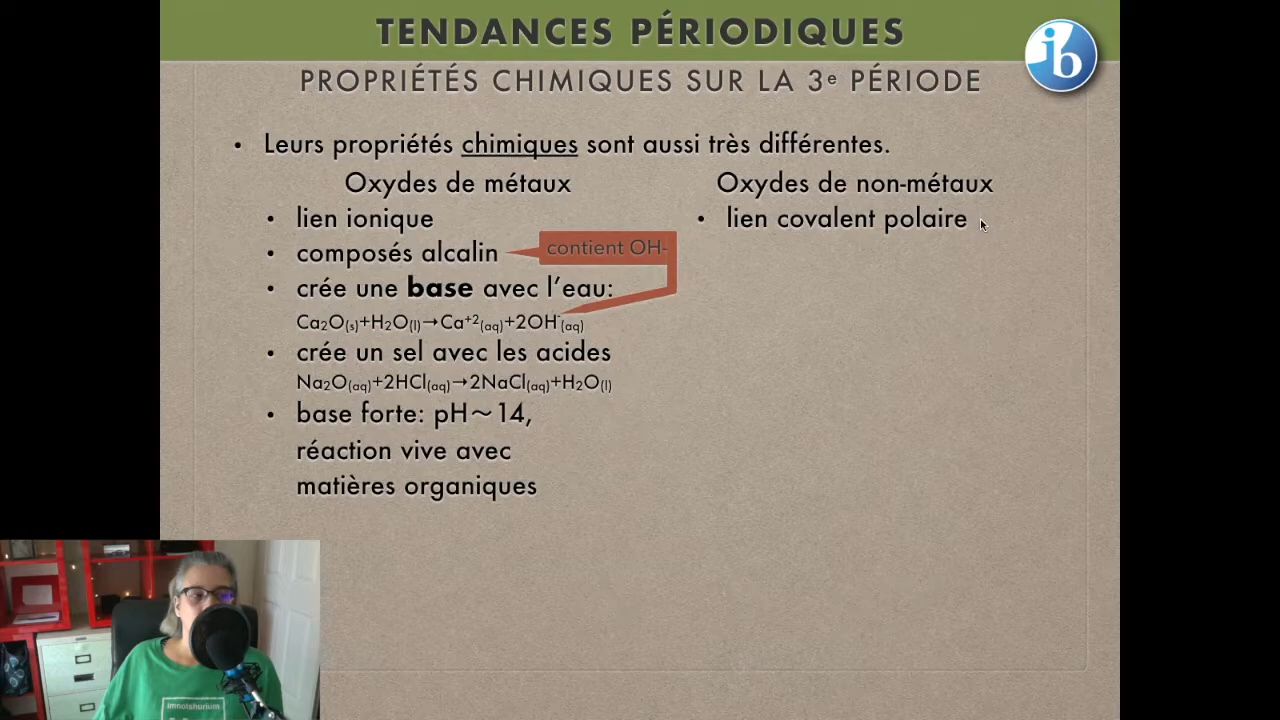 TENDANCES PÉRIODIQUES
ib
PROPRIÉTÉS CHIMIQUES SUR LA 3ᵉ PÉRIODE
• Leurs propriétés chimiques sont aussi très différentes.
Oxydes de métaux
• lien ionique
• composés alcalin
contient OH-
• crée une base avec l’eau:
Ca₂O(s)+H₂O(l)→Ca⁺²(aq)+2OH⁻(aq)
• crée un sel avec les acides
Na₂O(aq)+2HCl(aq)→2NaCl(aq)+H₂O(l)
• base forte: pH~14,
réaction vive avec
matières organiques
Oxydes de non-métaux
• lien covalent polaire
imnotahurium